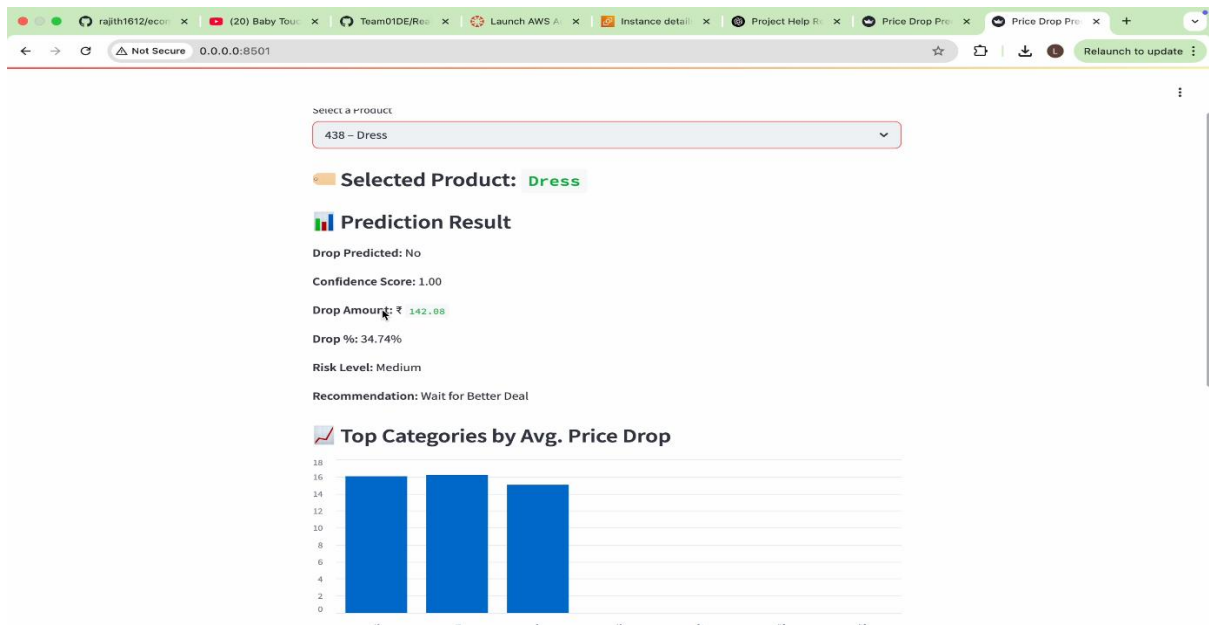 rajith1612/ecom
(20) Baby Touc
Team01DE/Rea
Launch AWS A
Instance detail
Project Help R
Price Drop Pre
Price Drop Pre
Not Secure 0.0.0.0:8501
Relaunch to update
L
Select a Product
438 – Dress
Selected Product: Dress
Prediction Result
Drop Predicted: No
Confidence Score: 1.00
Drop Amount: ₹ 142.08
Drop %: 34.74%
Risk Level: Medium
Recommendation: Wait for Better Deal
Top Categories by Avg. Price Drop
18
16
14
12
10
8
6
4
2
0